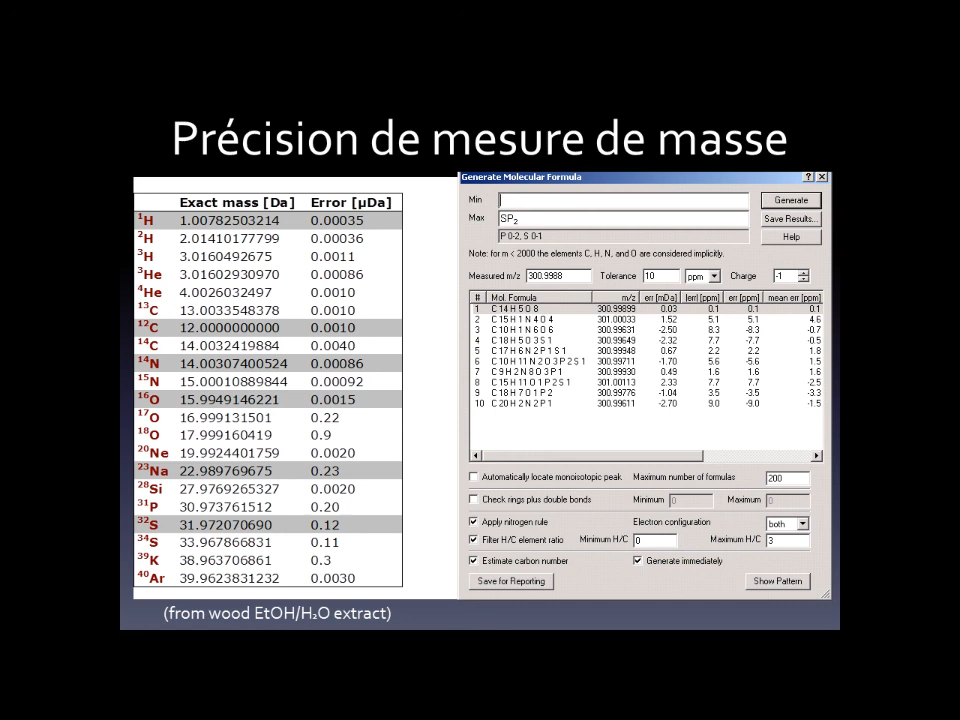 Précision de mesure de masse
Exact mass [Da] Error [µDa]
¹H 1.00782503214 0.00035
²H 2.01410177799 0.00036
³H 3.0160492675 0.0011
³He 3.01602930970 0.00086
⁴He 4.0026032497 0.0010
¹³C 13.0033548378 0.0010
¹²C 12.0000000000 0.0010
¹⁴C 14.0032419884 0.0040
¹⁴N 14.00307400524 0.00086
¹⁵N 15.00010889844 0.00092
¹⁶O 15.9949146221 0.0015
¹⁷O 16.999131501 0.22
¹⁸O 17.999160419 0.9
²⁰Ne 19.9924401759 0.0020
²³Na 22.989769675 0.23
²⁸Si 27.9769265327 0.0020
³¹P 30.973761512 0.20
³²S 31.972070690 0.12
³⁴S 33.967866831 0.11
³⁹K 38.963706861 0.3
⁴⁰Ar 39.9623831232 0.0030
(from wood EtOH/H₂O extract)
Generate Molecular Formula
Min
Generate
Max SP₂
Save Results...
P 0-2, S 0-1
Help
Note: for m < 2000 the elements C, H, N, and O are considered implicitly.
Measured m/z 300.9988 Tolerance 10 ppm Charge -1
# Mol. Formula m/z err [mDa] |err| [ppm] err [ppm] mean err [ppm]
1 C 14 H 5 O 8 300.99899 0.03 0.1 0.1 0.1
2 C 15 H 1 N 4 O 4 301.00033 1.52 5.1 5.1 4.6
3 C 10 H 1 N 6 O 6 300.99631 -2.50 8.3 -8.3 -0.7
4 C 18 H 5 O 3 S 1 300.99649 -2.32 7.7 -7.7 -0.5
5 C 17 H 6 N 2 P 1 S 1 300.99948 0.67 2.2 2.2 1.8
6 C 10 H 11 N 2 O 3 P 2 S 1 300.99711 -1.70 5.6 -5.6 1.5
7 C 9 H 2 N 8 O 3 P 1 300.99930 0.49 1.6 1.6 1.6
8 C 15 H 11 O 1 P 2 S 1 301.00113 2.33 7.7 7.7 -2.5
9 C 18 H 7 O 1 P 2 300.99776 -1.04 3.5 -3.5 -3.3
10 C 20 H 2 N 2 P 1 300.99611 -2.70 9.0 -9.0 -1.5
Automatically locate monoisotopic peak Maximum number of formulas 200
Check rings plus double bonds Minimum 0 Maximum 0
Apply nitrogen rule Electron configuration both
Filter H/C element ratio Minimum H/C 0 Maximum H/C 3
Estimate carbon number Generate immediately
Save for Reporting Show Pattern